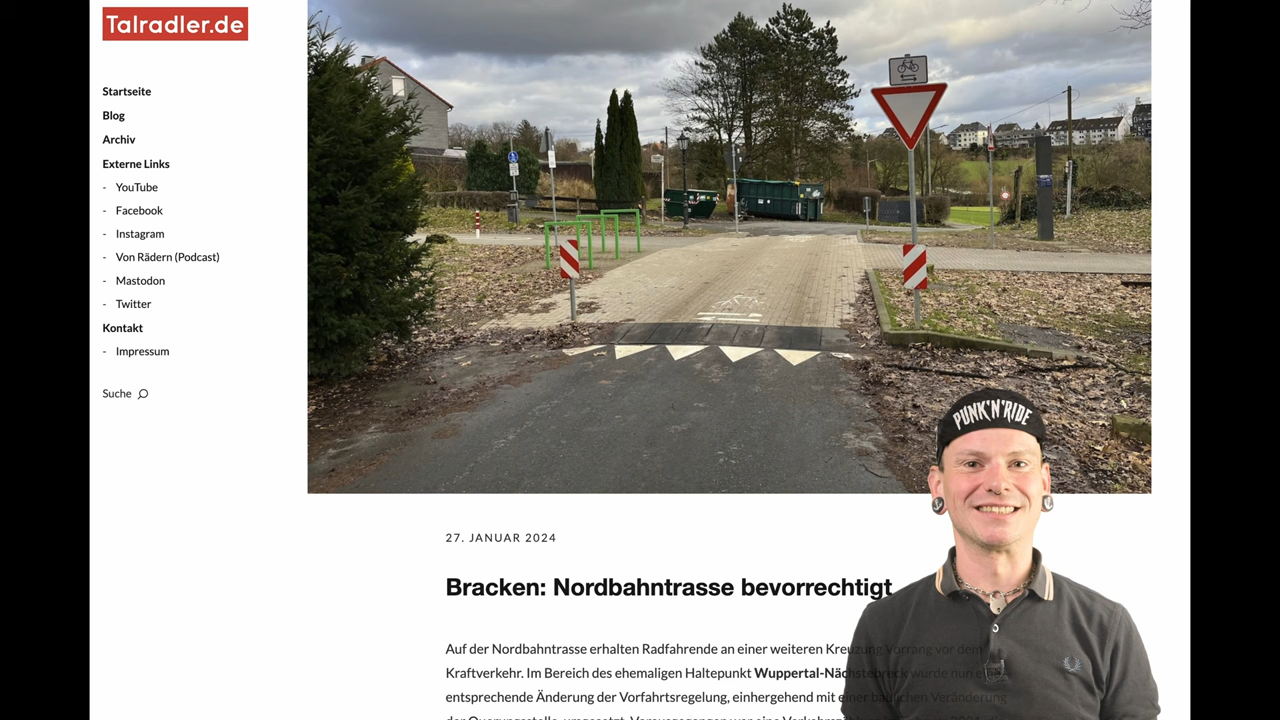 Talradler.de
Startseite
Blog
Archiv
Externe Links
- YouTube
- Facebook
- Instagram
- Von Rädern (Podcast)
- Mastodon
- Twitter
Kontakt
- Impressum
Suche
PUNK'N'RIDE
27. JANUAR 2024
Bracken: Nordbahntrasse bevorrechtigt
Auf der Nordbahntrasse erhalten Radfahrende an einer weiteren Kreuzung Vorrang vor dem
Kraftverkehr. Im Bereich des ehemaligen Haltepunkt Wuppertal-Nächstebreck wurde nun eine
entsprechende Änderung der Vorfahrtsregelung, einhergehend mit einer baulichen Veränderung